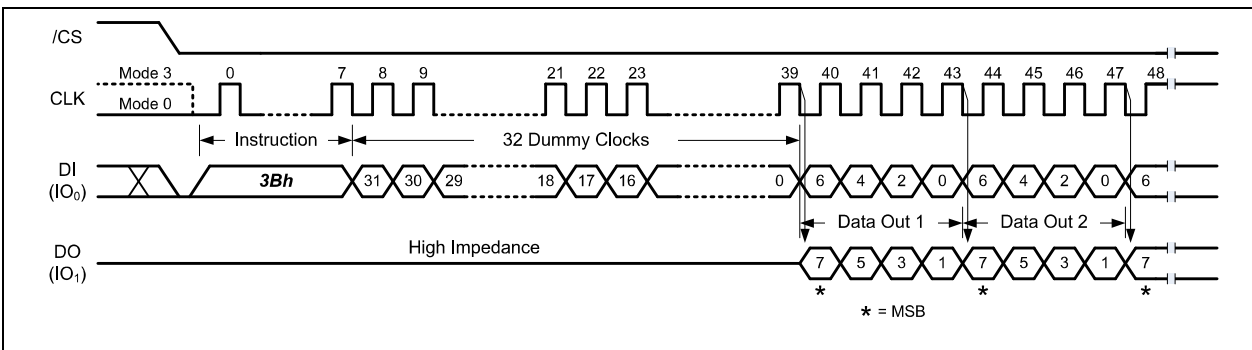 /CS
Mode 3 0 7 8 9 21 22 23 39 40 41 42 43 44 45 46 47 48
CLK
Mode 0
Instruction 32 Dummy Clocks
DI
(IO₀)
3Bh 31 30 29 18 17 16 0 6 4 2 0 6 4 2 0 6
Data Out 1 Data Out 2
DO
(IO₁)
High Impedance
7 5 3 1 7 5 3 1 7
* * *
* = MSB